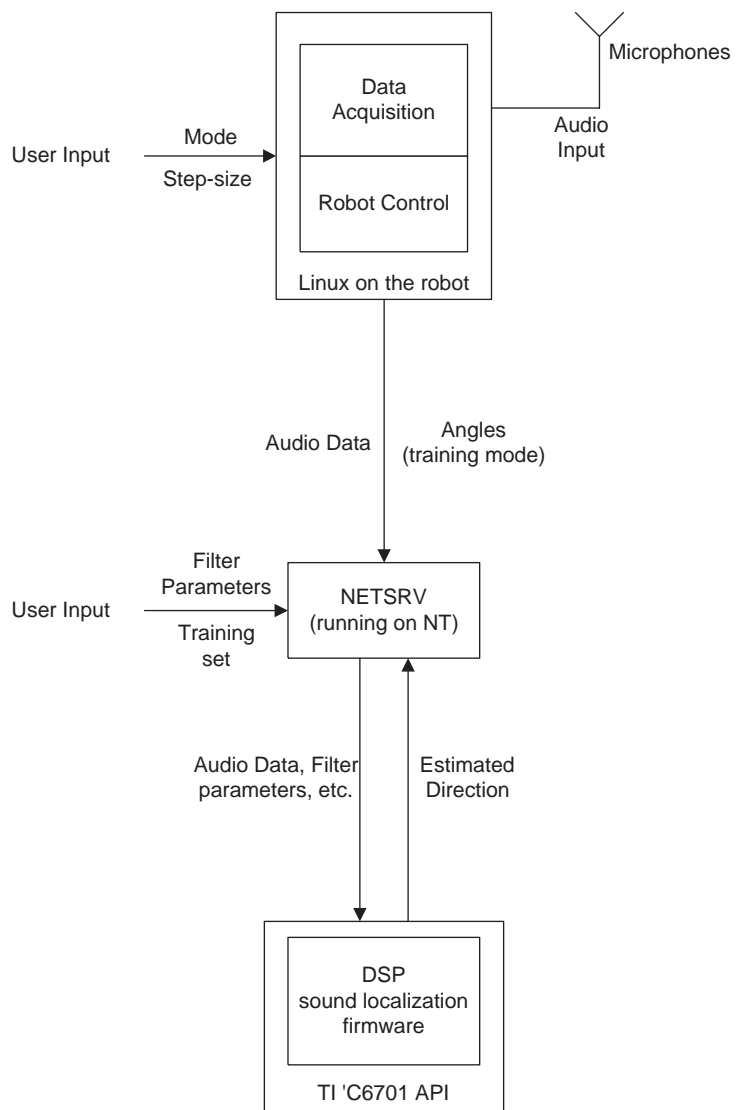 Microphones
Data
Acquisition
Audio
Input
User Input
Mode
Step-size
Robot Control
Linux on the robot
Audio Data
Angles
(training mode)
Filter
Parameters
User Input
Training
set
NETSRV
(running on NT)
Audio Data, Filter
parameters, etc.
Estimated
Direction
DSP
sound localization
firmware
TI 'C6701 API